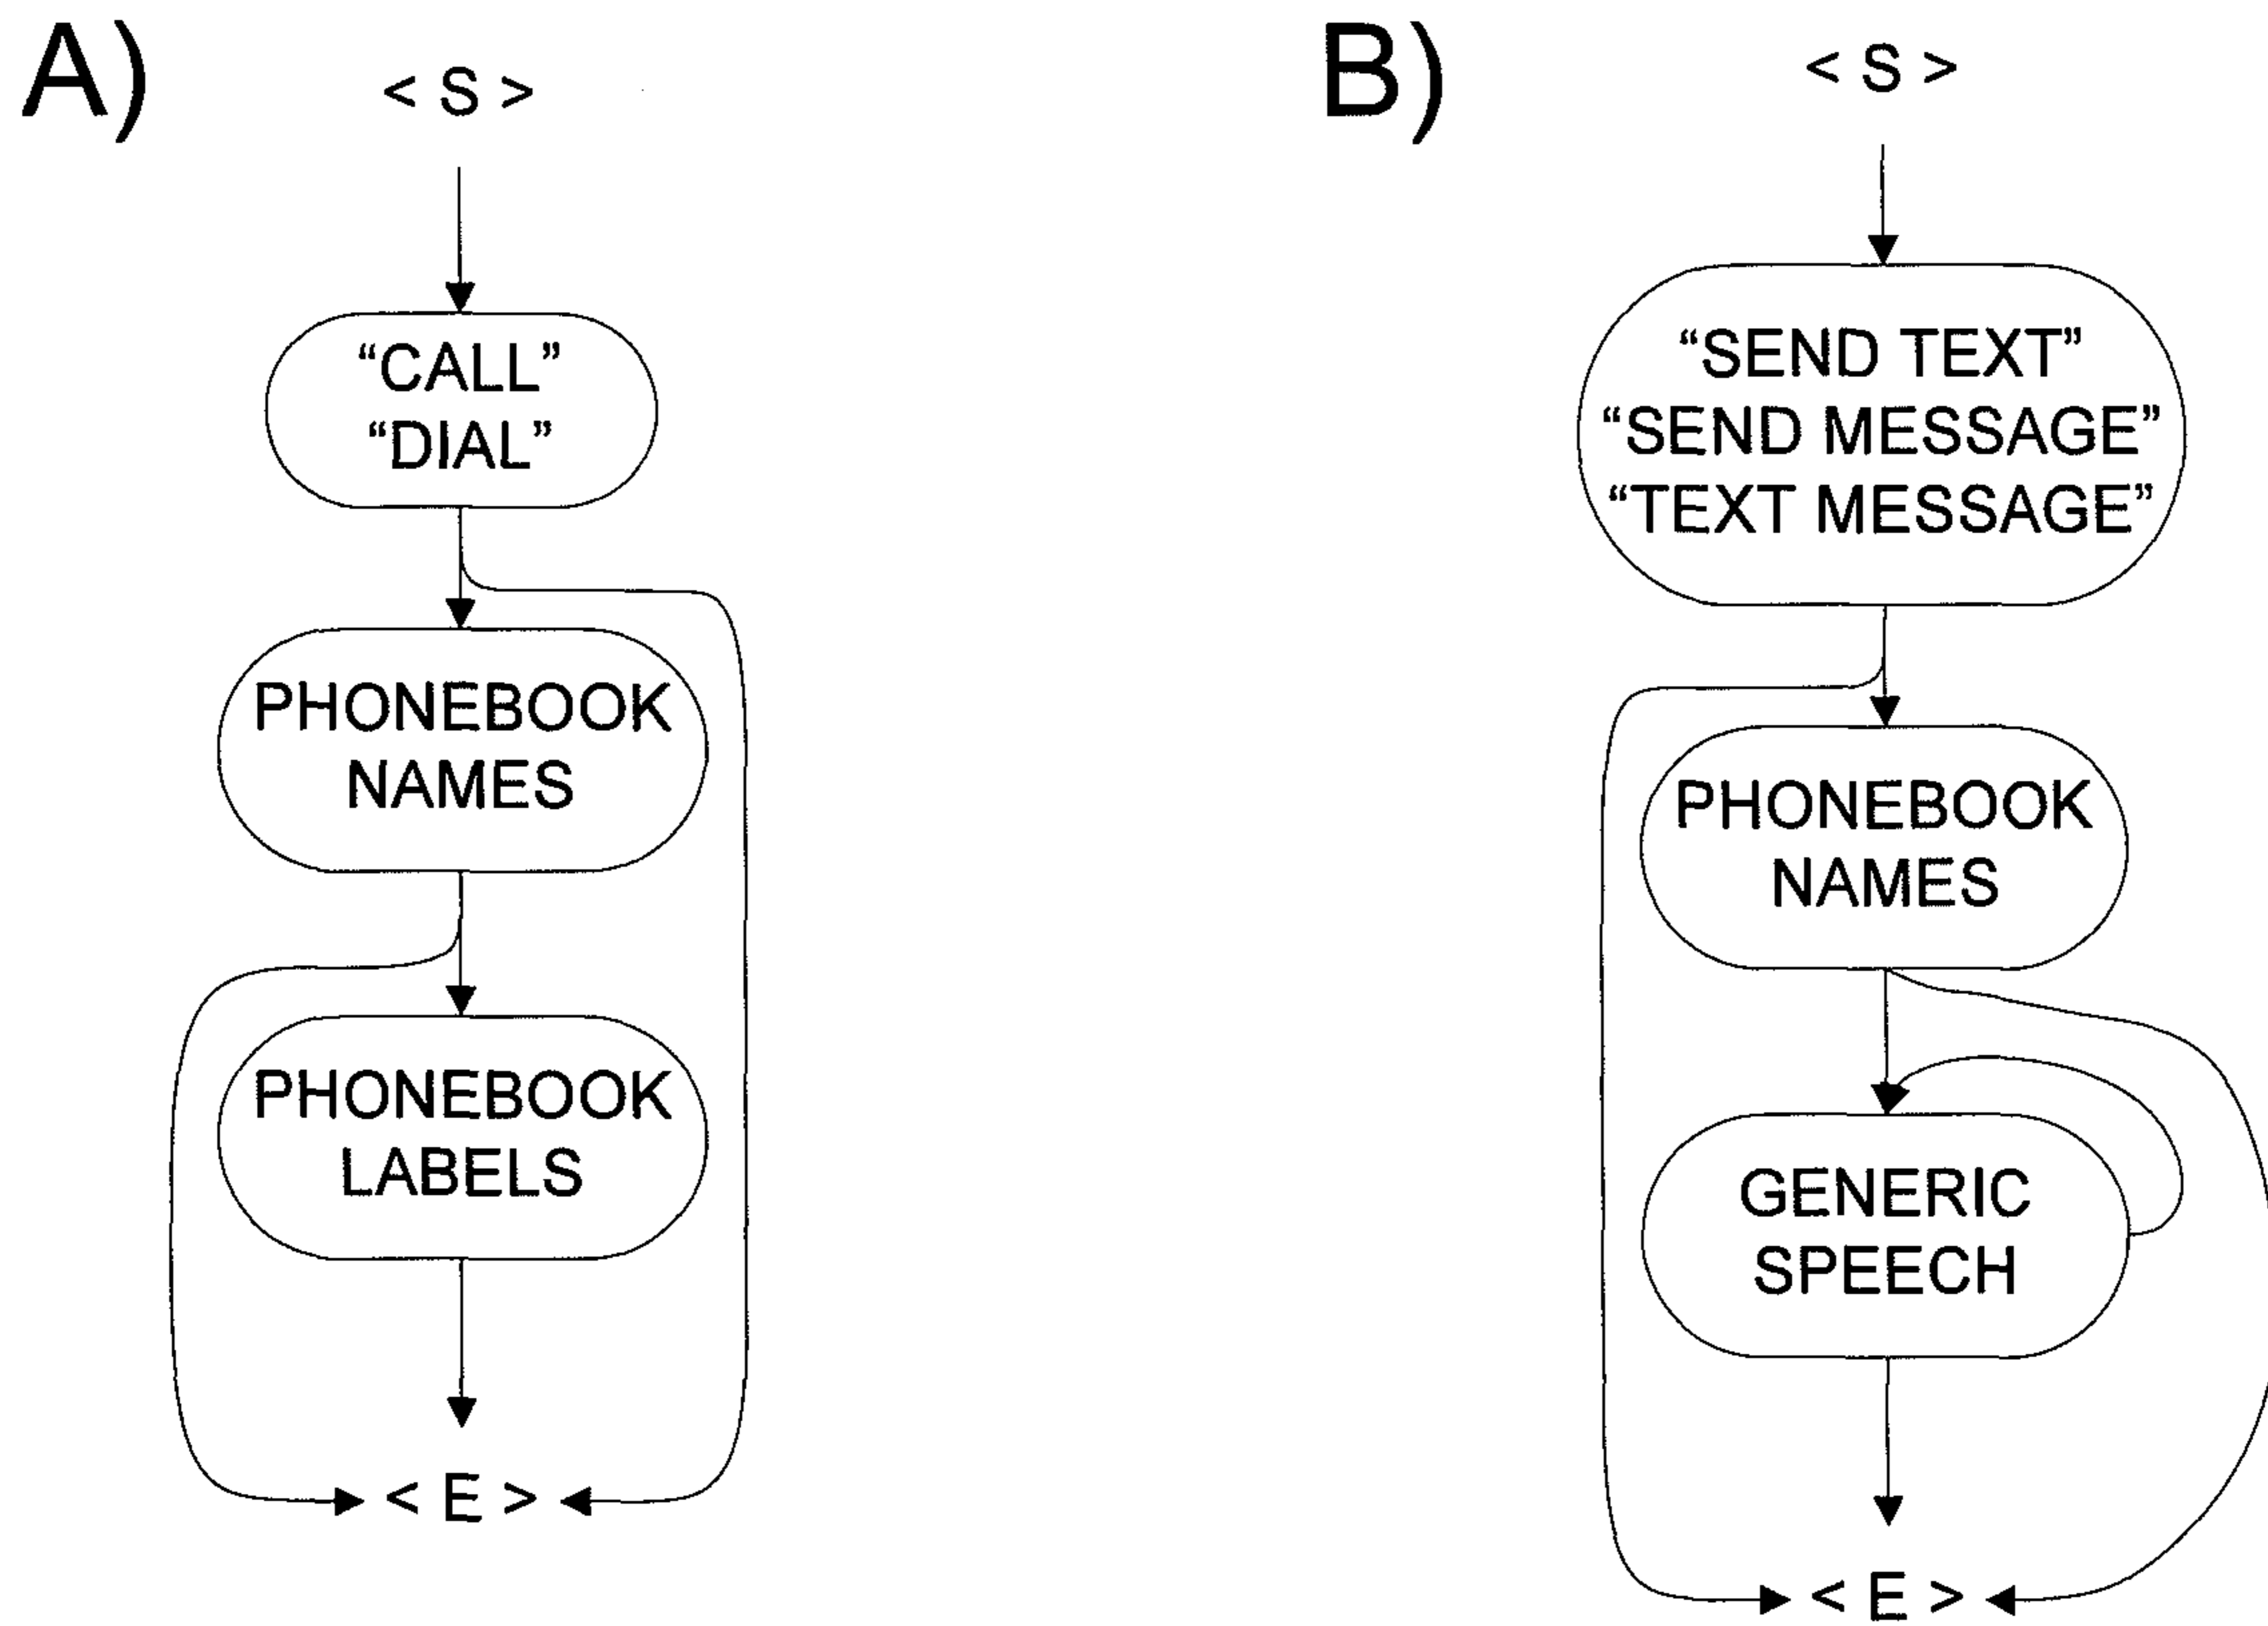 A)
< S >
“CALL”
“DIAL”
PHONEBOOK
NAMES
PHONEBOOK
LABELS
< E >
B)
< S >
“SEND TEXT”
“SEND MESSAGE”
“TEXT MESSAGE”
PHONEBOOK
NAMES
GENERIC
SPEECH
< E >